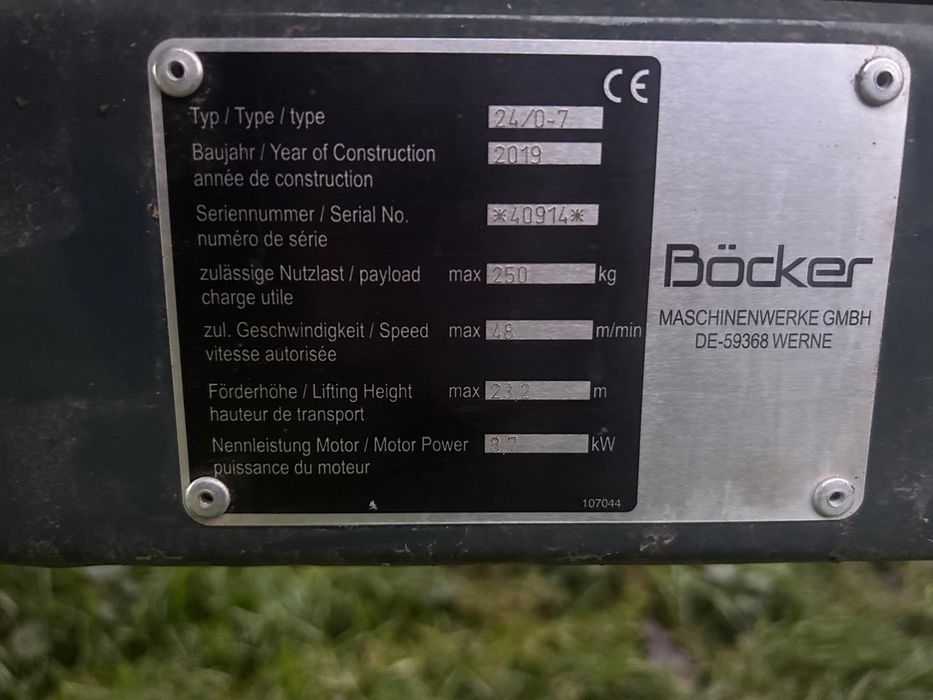 CE
Typ / Type / type 24/0-7
Baujahr / Year of Construction 2019
année de construction
Seriennummer / Serial No. *40914*
numéro de série
zulässige Nutzlast / payload max 250 kg
charge utile
zul. Geschwindigkeit / Speed max 48 m/min
vitesse autorisée
Förderhöhe / Lifting Height max 23,2 m
hauteur de transport
Nennleistung Motor / Motor Power kW
puissance du moteur
107044
Böcker
MASCHINENWERKE GMBH
DE-59368 WERNE